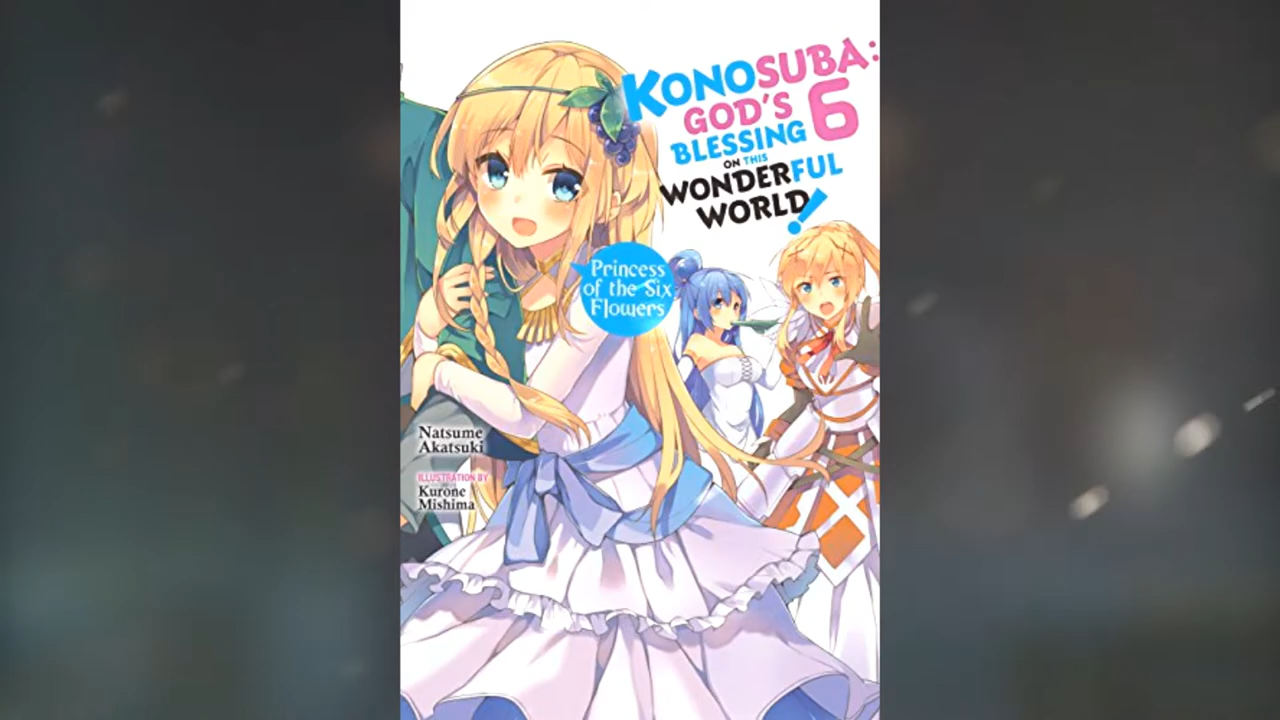 KONOSUBA:
GOD'S 6
BLESSING
ON THIS
WONDERFUL
WORLD!
Princess
of the Six
Flowers
Natsume
Akatsuki
ILLUSTRATION BY
Kurone
Mishima